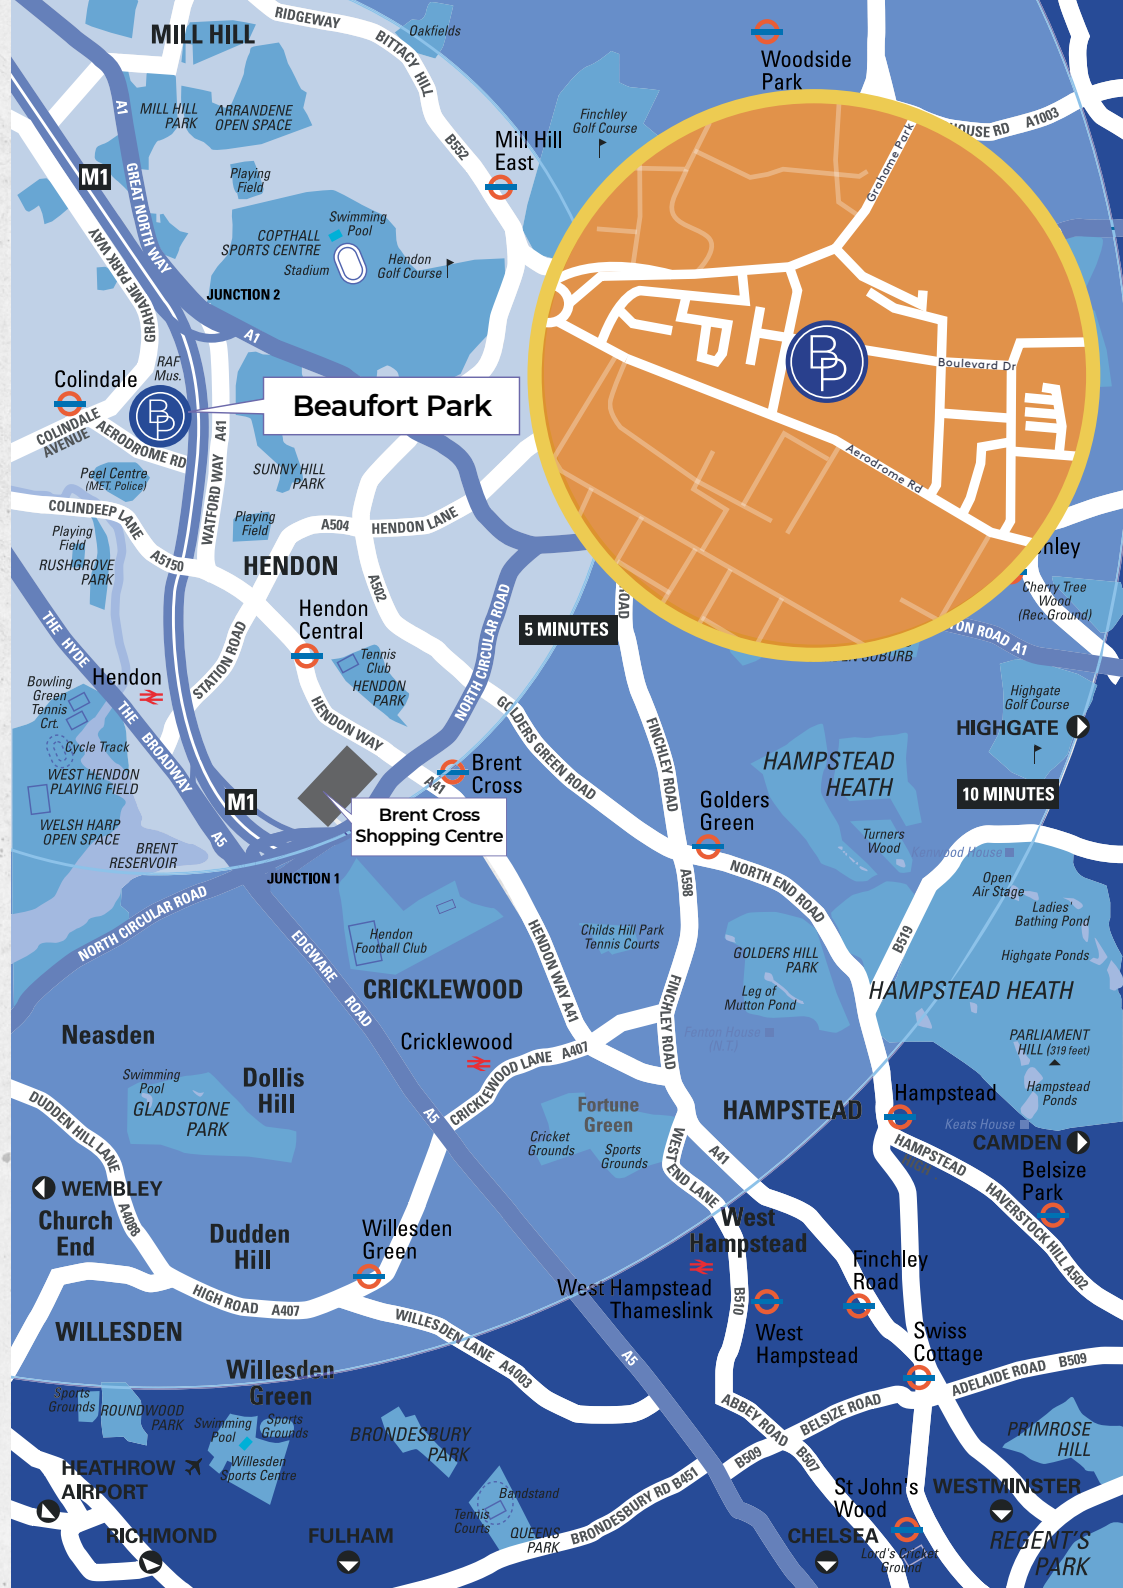 MILL HILL
RIDGEWAY
BITTACY HILL
Oakfields
Woodside
Park
A1
MILL HILL
PARK
ARRANDENE
OPEN SPACE
B552
Finchley
Golf Course
HOUSE RD
A1003
Mill Hill
East
M1
Playing
Field
GREAT NORTH WAY
Grahame Park
Swimming
Pool
COPTHALL
SPORTS CENTRE
Stadium
Hendon
Golf Course
GRAHAME PARK WAY
JUNCTION 2
A1
RAF
Mus.
Colindale
BP
Beaufort Park
BP
Boulevard Dr
COLINDALE
AVENUE
AERODROME RD
A41
WATFORD WAY
Aerodrome Rd
Peel Centre
(MET. Police)
SUNNY HILL
PARK
COLINDEEP LANE
Playing
Field
A504
HENDON LANE
Playing
Field
RUSHGROVE
PARK
A5150
HENDON
A502
Hendon
Central
NORTH CIRCULAR ROAD
5 MINUTES
ROAD
nley
Cherry Tree
Wood
(Rec.Ground)
TON ROAD A1
EN SUBURB
THE HYDE
STATION ROAD
Tennis
Club
HENDON
PARK
Hendon
Bowling
Green
Tennis
Crt.
THE BROADWAY
HENDON WAY
GOLDERS GREEN ROAD
FINCHLEY ROAD
Highgate
Golf Course
HIGHGATE
Cycle Track
WEST HENDON
PLAYING FIELD
HAMPSTEAD
HEATH
Brent
Cross
A41
M1
Brent Cross
Shopping Centre
10 MINUTES
Golders
Green
WELSH HARP
OPEN SPACE
A5
BRENT
RESERVOIR
Turners
Wood
Kenwood House
JUNCTION 1
A598
NORTH END ROAD
Open
Air Stage
Ladies'
Bathing Pond
NORTH CIRCULAR ROAD
Hendon
Football Club
HENDON WAY A41
Childs Hill Park
Tennis Courts
GOLDERS HILL
PARK
B519
Highgate Ponds
EDGWARE ROAD
CRICKLEWOOD
FINCHLEY ROAD
Leg of
Mutton Pond
HAMPSTEAD HEATH
Neasden
Cricklewood
Fenton House
(N.T.)
PARLIAMENT
HILL (319 feet)
CRICKLEWOOD LANE
A407
Swimming
Pool
GLADSTONE
PARK
Dollis
Hill
Hampstead
Ponds
DUDDEN HILL LANE
A5
Fortune
Green
HAMPSTEAD
Hampstead
Keats House
CAMDEN
Cricket
Grounds
Sports
Grounds
WEST END LANE
A41
HAMPSTEAD
HIGH
Belsize
Park
WEMBLEY
A4088
Church
End
Dudden
Hill
Willesden
Green
West
Hampstead
HAVERSTOCK HILL A502
Finchley
Road
West Hampstead
Thameslink
B510
HIGH ROAD A407
WILLESDEN
WILLESDEN LANE A4003
West
Hampstead
Swiss
Cottage
A5
ADELAIDE ROAD B509
Willesden
Green
Sports
Grounds
ROUNDWOOD
PARK
Swimming
Pool
Sports
Grounds
BRONDESBURY
PARK
ABBEY ROAD
BELSIZE ROAD
B509
B507
PRIMROSE
HILL
HEATHROW
AIRPORT
Willesden
Sports Centre
Bandstand
Tennis
Courts
QUEENS
PARK
BRONDESBURY RD B451
St John's
Wood
WESTMINSTER
RICHMOND
FULHAM
CHELSEA
Lord's Cricket
Ground
REGENT'S
PARK